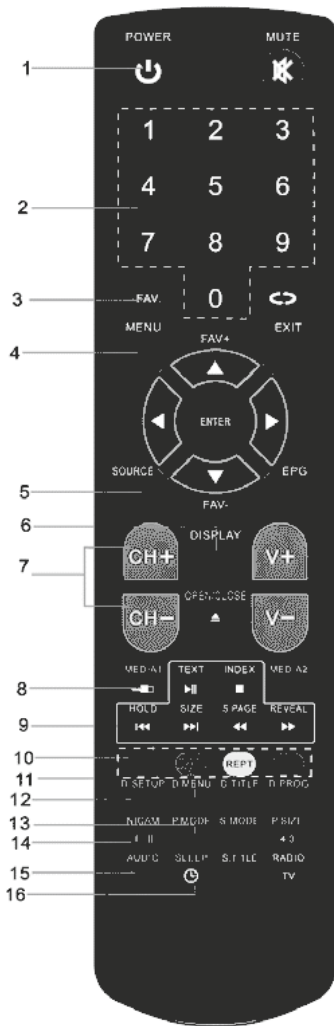 POWER MUTE
1
1 2 3
4 5 6
2
7 8 9
3 FAV. 0
MENU EXIT
FAV+
4
ENTER
SOURCE EPG
5
FAV-
6 DISPLAY
7 CH+ V+
OPEN/CLOSE
CH- V-
MEDIA1 TEXT INDEX MEDIA2
8
HOLD SIZE S.PAGE REVEAL
9
10 REPT
11 D.SETUP D.MENU D.TITLE D.PROG
12
NICAM P.MODE S.MODE P.SIZE
13
14 4:3
AUDIO SLEEP S.TITLE RADIO
15 TV
16